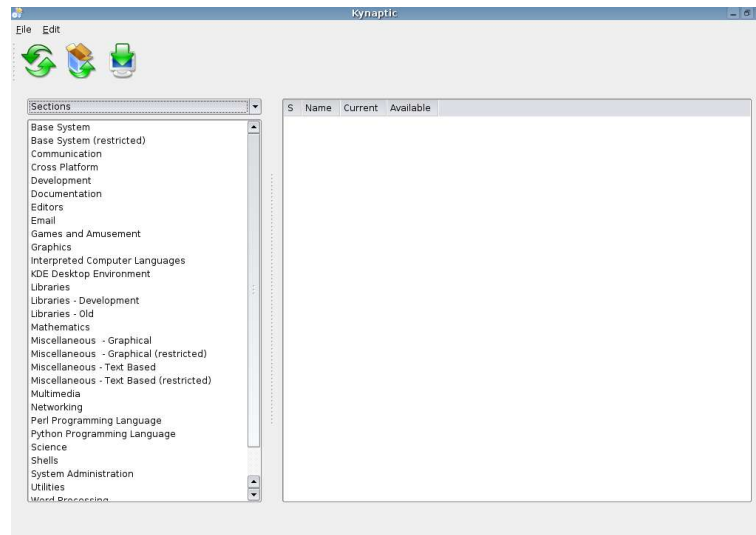 Kynaptic
File Edit
Sections
S Name Current Available
Base System
Base System (restricted)
Communication
Cross Platform
Development
Documentation
Editors
Email
Games and Amusement
Graphics
Interpreted Computer Languages
KDE Desktop Environment
Libraries
Libraries - Development
Libraries - Old
Mathematics
Miscellaneous - Graphical
Miscellaneous - Graphical (restricted)
Miscellaneous - Text Based
Miscellaneous - Text Based (restricted)
Multimedia
Networking
Perl Programming Language
Python Programming Language
Science
Shells
System Administration
Utilities
Word Processing